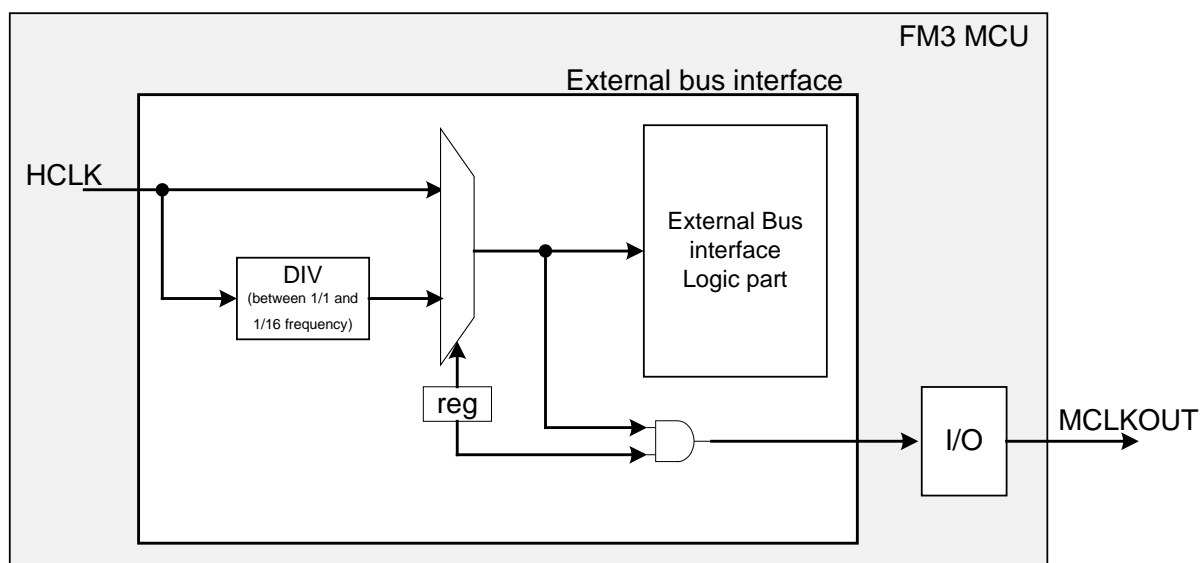 FM3 MCU
External bus interface
HCLK
External Bus
interface
Logic part
DIV
(between 1/1 and
1/16 frequency)
reg
I/O
MCLKOUT